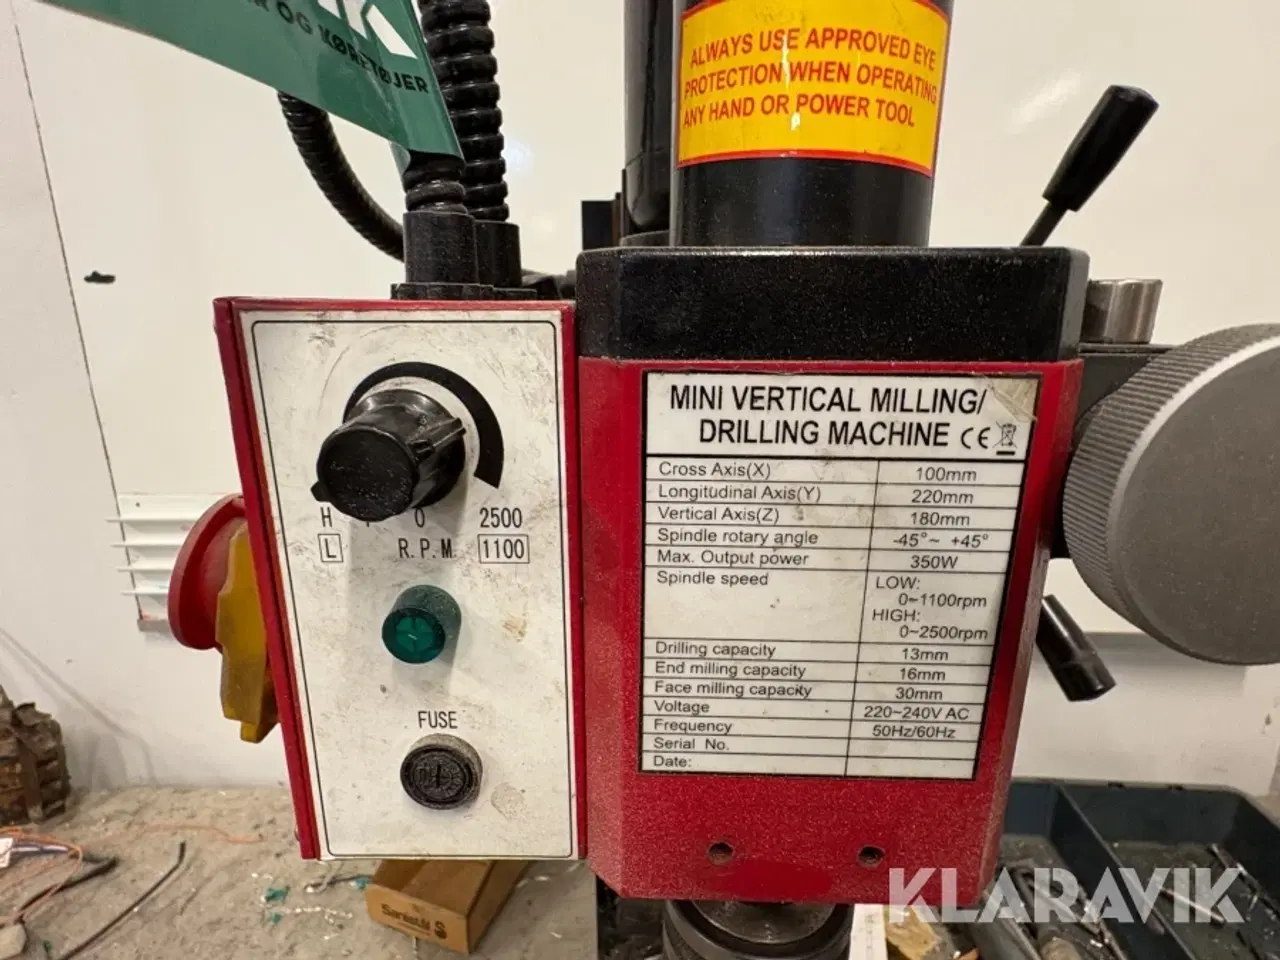 OG KØRETØJER
ALWAYS USE APPROVED EYE
PROTECTION WHEN OPERATING
ANY HAND OR POWER TOOL
H 0 2500
L R.P.M. 1100
FUSE
MINI VERTICAL MILLING/
DRILLING MACHINE CE
Cross Axis(X) 100mm
Longitudinal Axis(Y) 220mm
Vertical Axis(Z) 180mm
Spindle rotary angle -45°~ +45°
Max. Output power 350W
Spindle speed LOW:
0~1100rpm
HIGH:
0~2500rpm
Drilling capacity 13mm
End milling capacity 16mm
Face milling capacity 30mm
Voltage 220~240V AC
Frequency 50Hz/60Hz
Serial No.
Date:
Sanistål
KLARAVIK